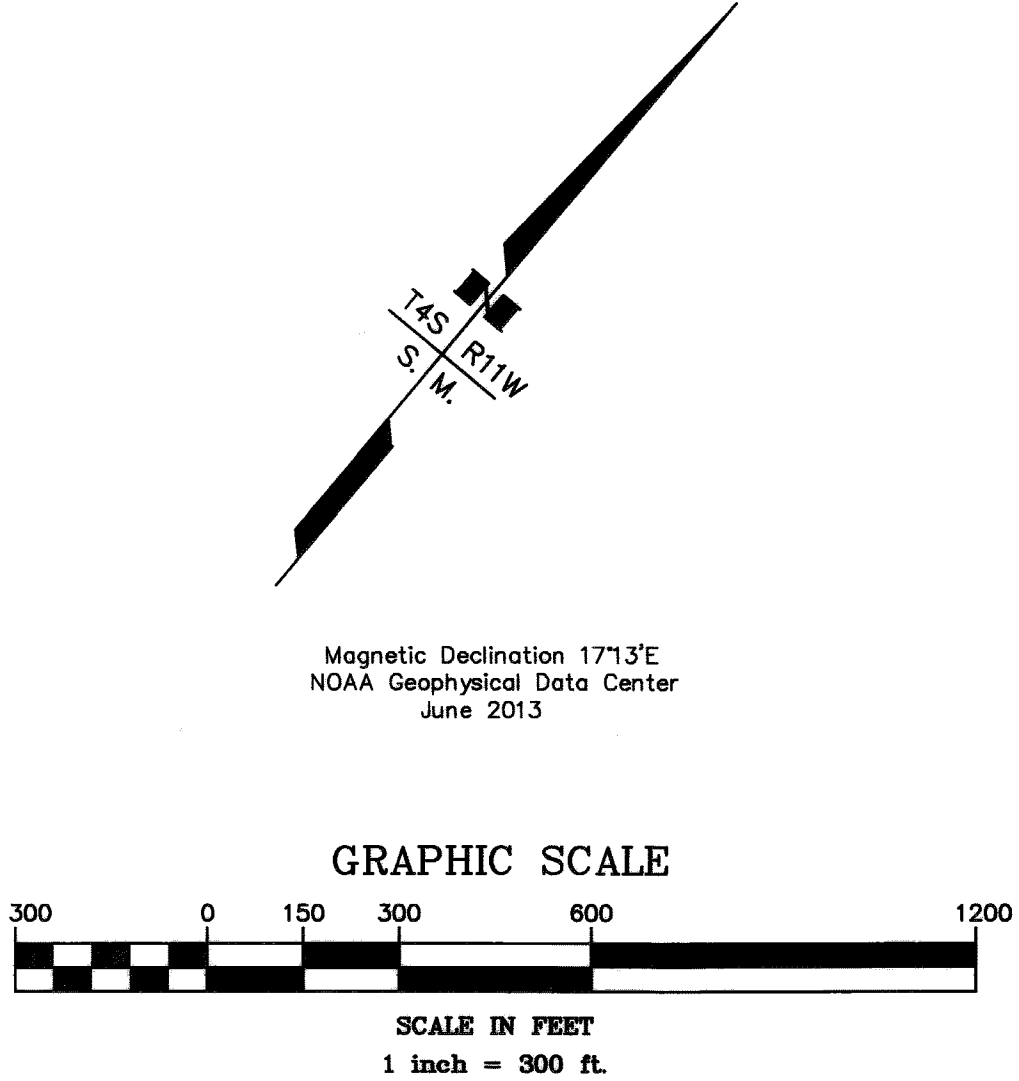 N
T4S
R11W
S. M.
Magnetic Declination 17°13'E
NOAA Geophysical Data Center
June 2013
GRAPHIC SCALE
300 0 150 300 600 1200
SCALE IN FEET
1 inch = 300 ft.